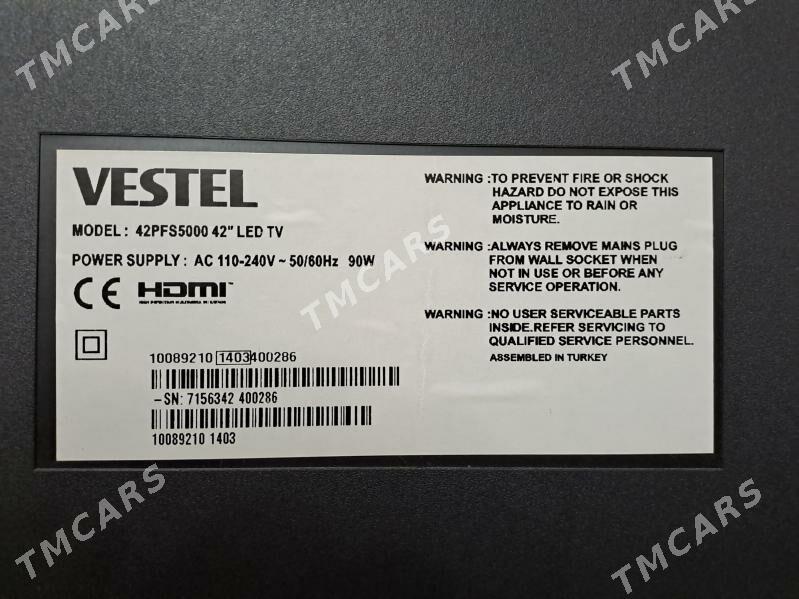 VESTEL
MODEL : 42PFS5000 42" LED TV
POWER SUPPLY : AC 110-240V ~ 50/60Hz 90W
CE HDMI
10089210 1403 400286
-SN: 7156342 400286
10089210 1403
WARNING :TO PREVENT FIRE OR SHOCK
HAZARD DO NOT EXPOSE THIS
APPLIANCE TO RAIN OR
MOISTURE.
WARNING :ALWAYS REMOVE MAINS PLUG
FROM WALL SOCKET WHEN
NOT IN USE OR BEFORE ANY
SERVICE OPERATION.
WARNING :NO USER SERVICEABLE PARTS
INSIDE.REFER SERVICING TO
QUALIFIED SERVICE PERSONNEL.
ASSEMBLED IN TURKEY
TMCARS
TMCARS
TMCARS
TMCARS
TMCARS